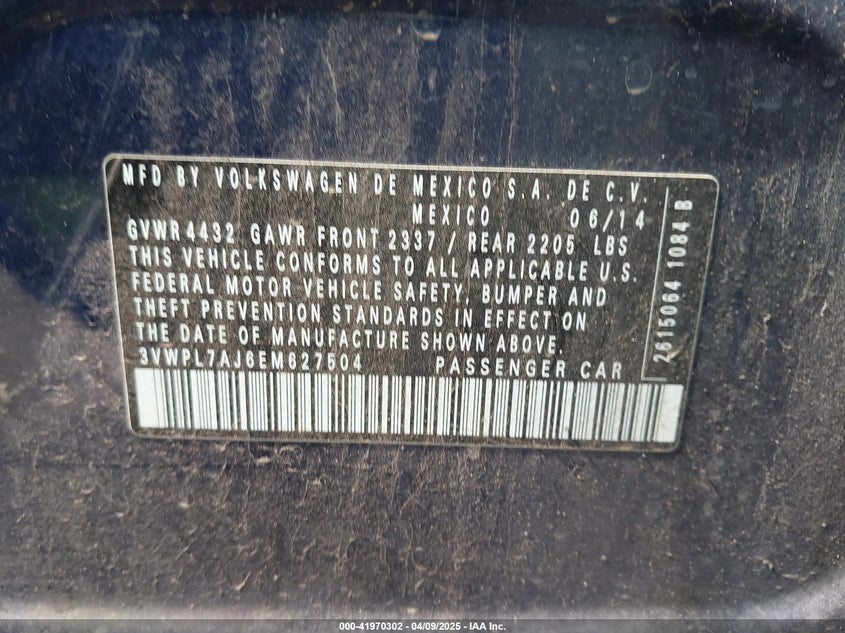 MFD BY VOLKSWAGEN DE MEXICO S.A. DE C.V.
MEXICO 06/14
GVWR 4432 GAWR FRONT 2337 / REAR 2205 LBS
THIS VEHICLE CONFORMS TO ALL APPLICABLE U.S.
FEDERAL MOTOR VEHICLE SAFETY, BUMPER AND
THEFT PREVENTION STANDARDS IN EFFECT ON
THE DATE OF MANUFACTURE SHOWN ABOVE.
3VWPL7AJ6EM627504 PASSENGER CAR
2615064 1084 B
000-41970302 - 04/09/2025 - IAA Inc.